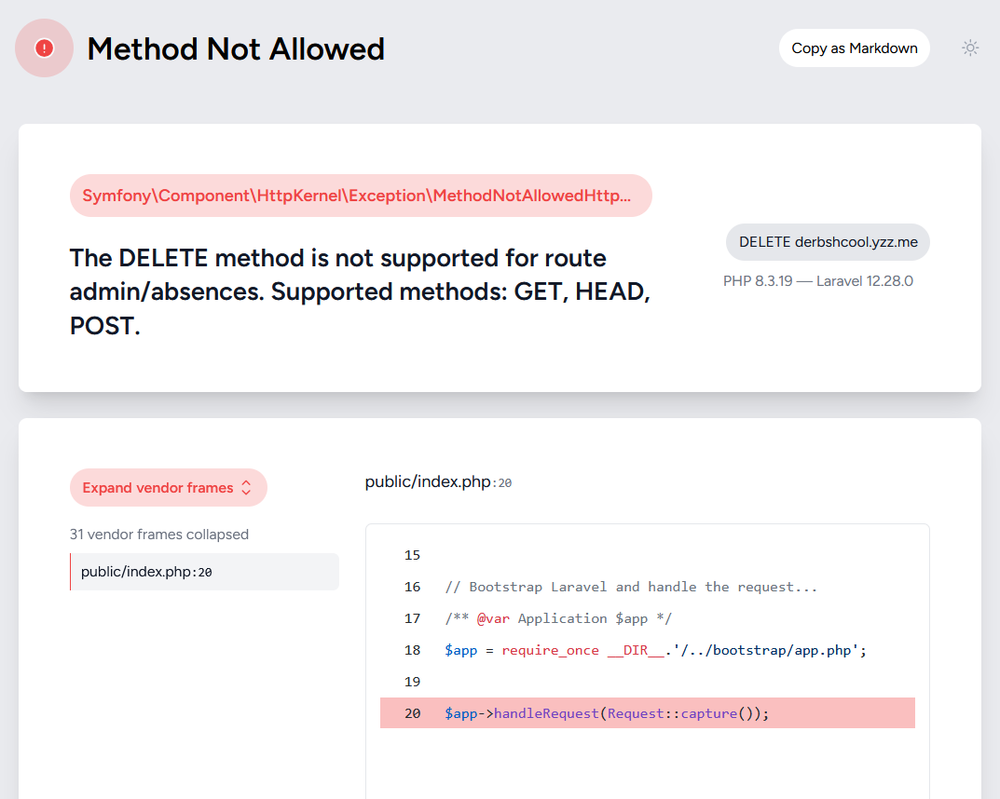 Method Not Allowed
Copy as Markdown
Symfony\Component\HttpKernel\Exception\MethodNotAllowedHttp...
The DELETE method is not supported for route
admin/absences. Supported methods: GET, HEAD,
POST.
DELETE derbshcool.yzz.me
PHP 8.3.19 — Laravel 12.28.0
Expand vendor frames
31 vendor frames collapsed
public/index.php:20
public/index.php:20
15
16 // Bootstrap Laravel and handle the request...
17 /** @var Application $app */
18 $app = require_once __DIR__.'/../bootstrap/app.php';
19
20 $app->handleRequest(Request::capture());